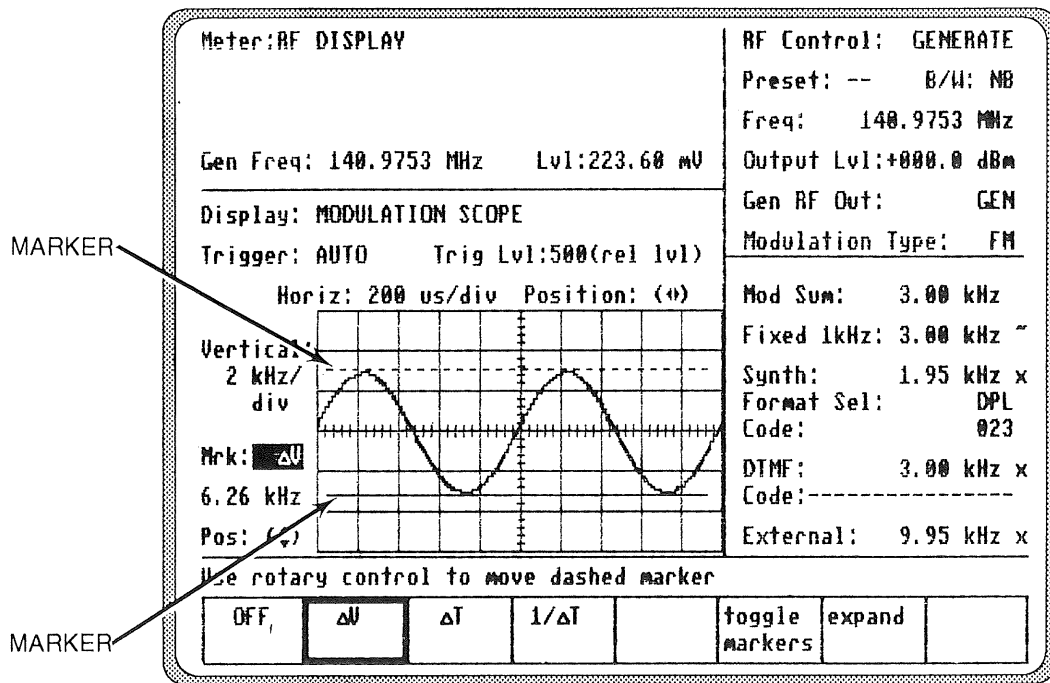 Meter:RF DISPLAY
Gen Freq: 140.9753 MHz Lvl:223.60 mV
Display: MODULATION SCOPE
Trigger: AUTO Trig Lvl:500(rel lvl)
Horiz: 200 us/div Position:
Vertical:
2 kHz/
div
Mrk: ΔV
6.26 kHz
Pos:
Use rotary control to move dashed marker
OFF ΔV ΔT 1/ΔT toggle markers expand
RF Control: GENERATE
Preset: -- B/W: NB
Freq: 140.9753 MHz
Output Lvl:+000.0 dBm
Gen RF Out: GEN
Modulation Type: FM
Mod Sum: 3.00 kHz
Fixed 1kHz: 3.00 kHz ~
Synth: 1.95 kHz x
Format Sel: DPL
Code: 023
DTMF: 3.00 kHz x
Code:---------------
External: 9.95 kHz x
MARKER
MARKER